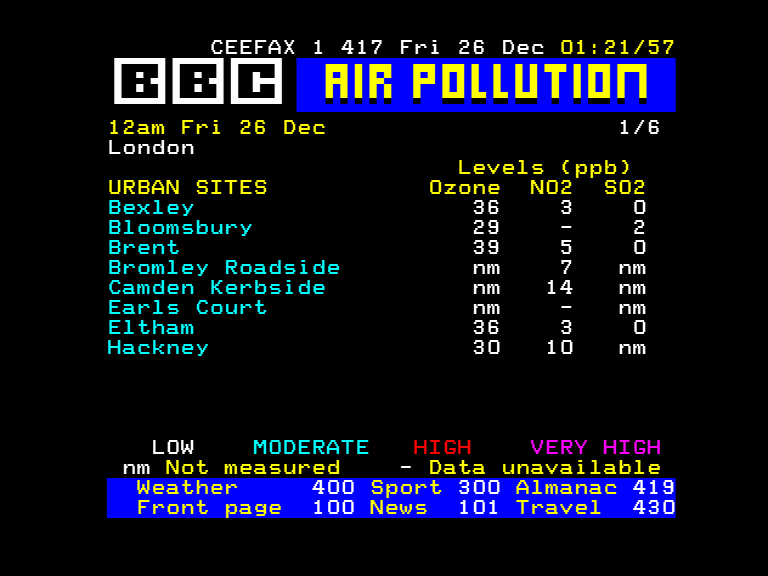 CEEFAX 1 417 Fri 26 Dec 01:21/57
BBC AIR POLLUTION
12am Fri 26 Dec 1/6
London
Levels (ppb)
URBAN SITES Ozone NO2 SO2
Bexley 36 3 0
Bloomsbury 29 - 2
Brent 39 5 0
Bromley Roadside nm 7 nm
Camden Kerbside nm 14 nm
Earls Court nm - nm
Eltham 36 3 0
Hackney 30 10 nm
LOW MODERATE HIGH VERY HIGH
nm Not measured - Data unavailable
Weather 400 Sport 300 Almanac 419
Front page 100 News 101 Travel 430